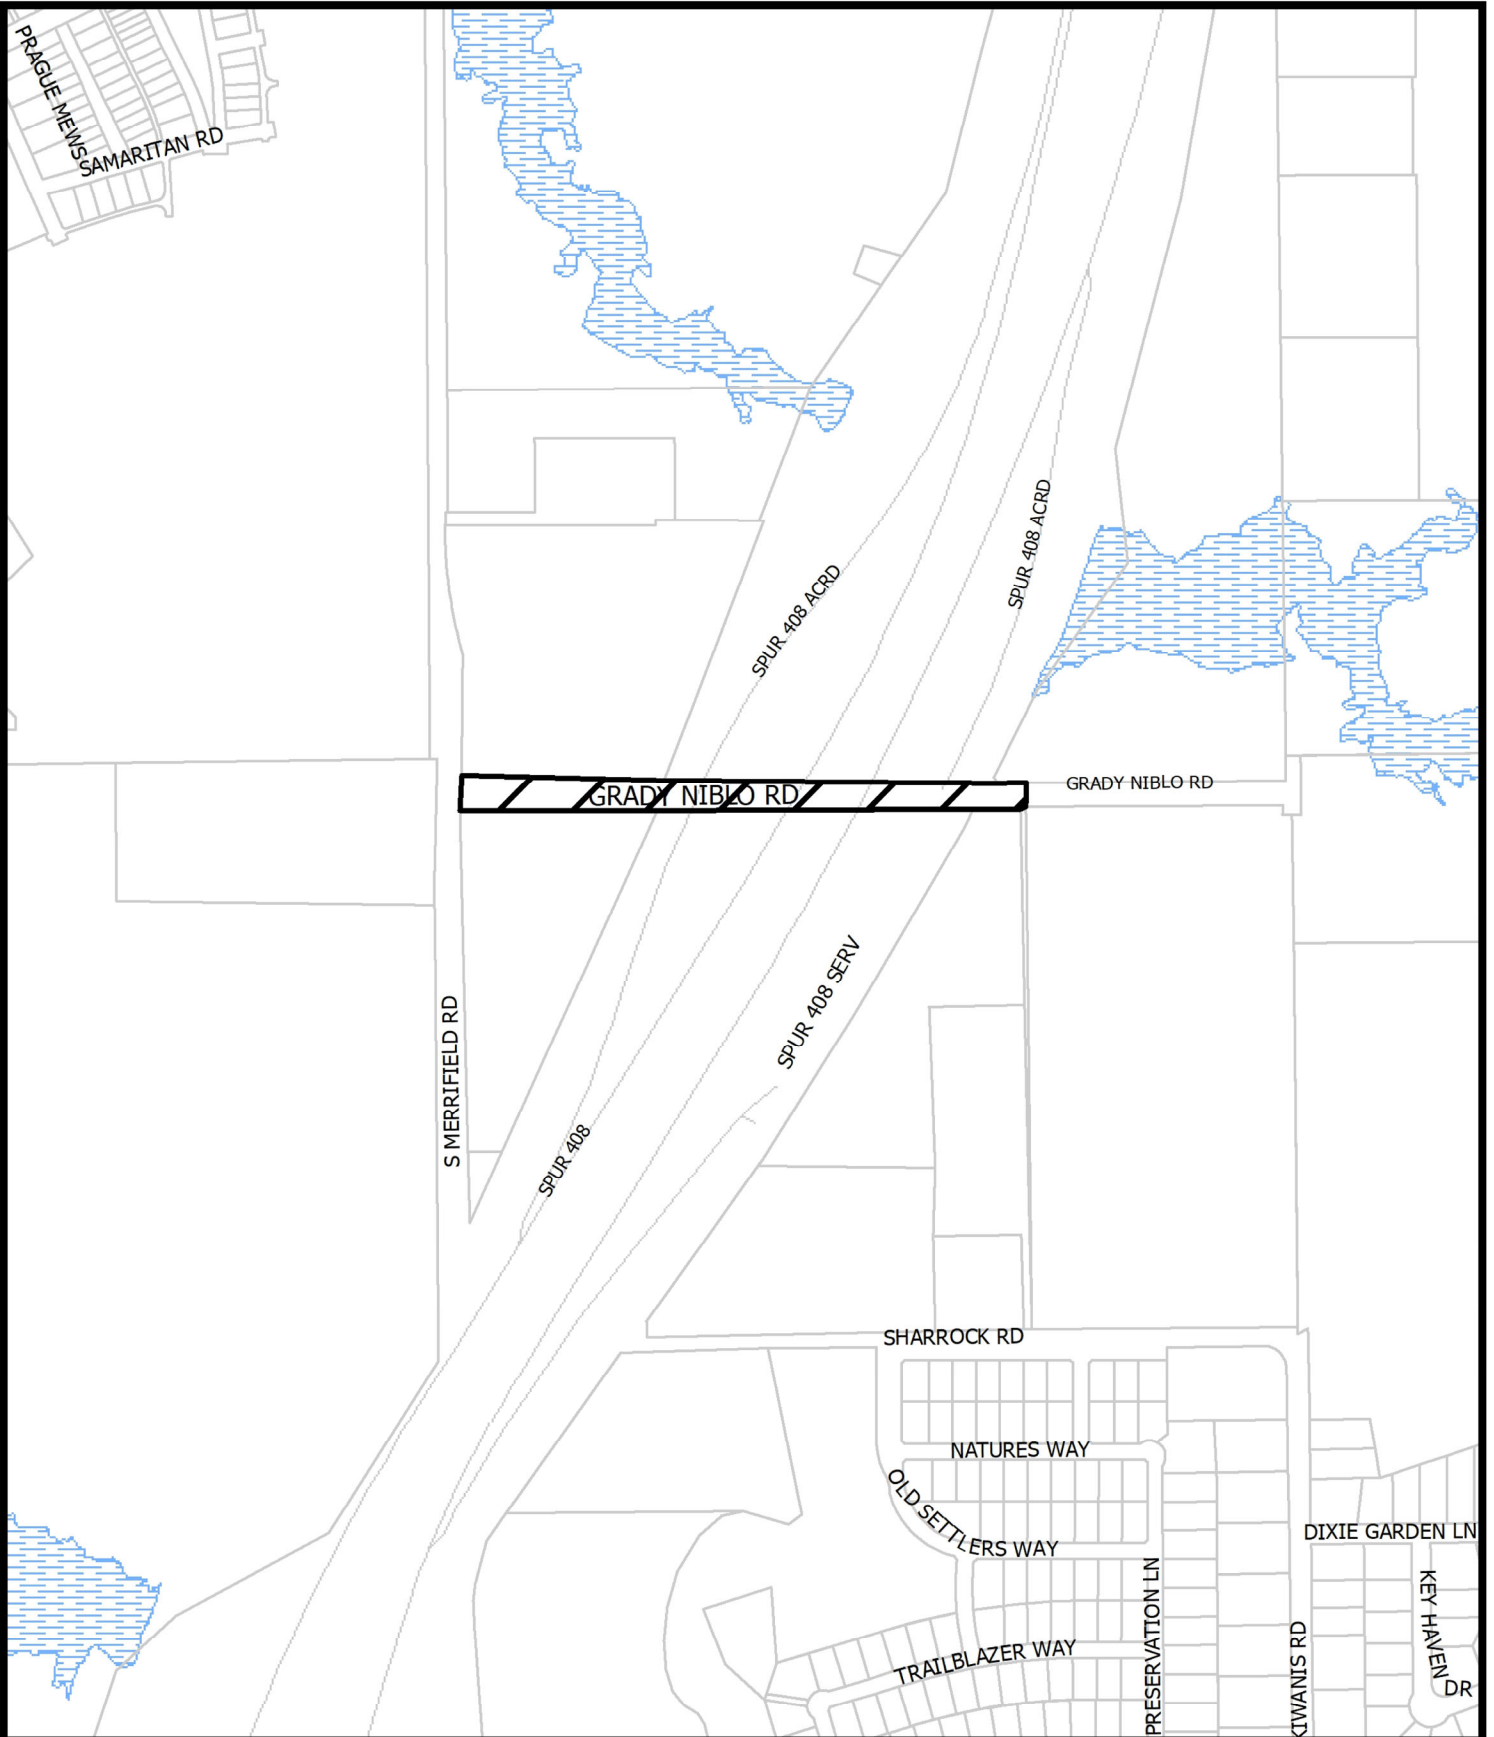 PRAGUE MEWS
SAMARITAN RD
SPUR 408 ACRD
SPUR 408 ACRD
GRADY NIBLO RD
GRADY NIBLO RD
SPUR 408 SERV
S MERRIFIELD RD
SPUR 408
SHARROCK RD
NATURES WAY
OLD SETTLERS WAY
DIXIE GARDEN LN
PRESERVATION LN
KEY HAVEN
DR
TRAILBLAZER WAY
KIWANIS RD